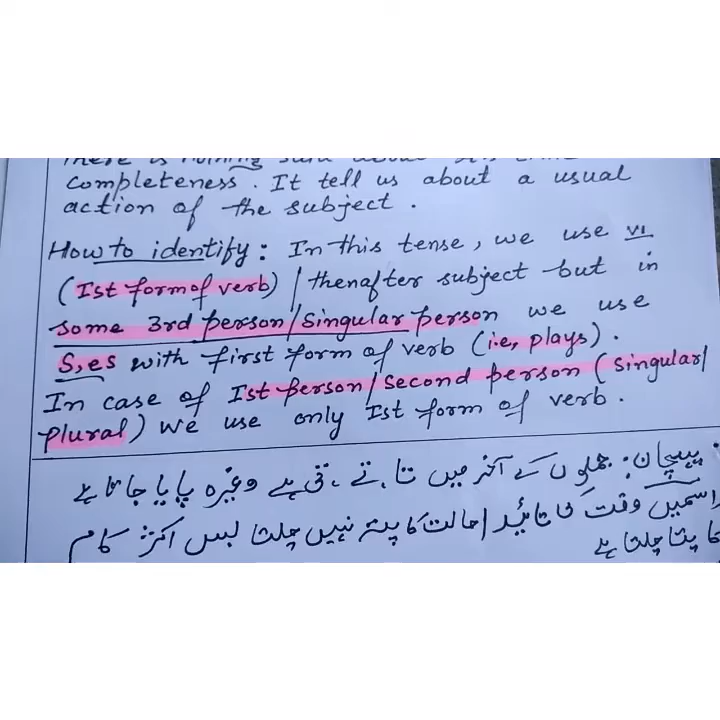 There is nothing
completeness. It tell us about a usual
action of the subject.
How to identify: In this tense, we use V1
(Ist form of verb) / thenafter subject but in
some 3rd person/Singular person we use
S,es with first form of verb (i.e, plays).
In case of Ist person/Second person (Singular/
plural) we use only Ist form of verb.
پہچان: جملوں کے آخر میں تا، تے، تی ہے وغیرہ پایا جاتا ہے
اسمیں وقت کا حالت کا پتہ نہیں چلتا بس اکثر کام
کا پتا چلتا ہے